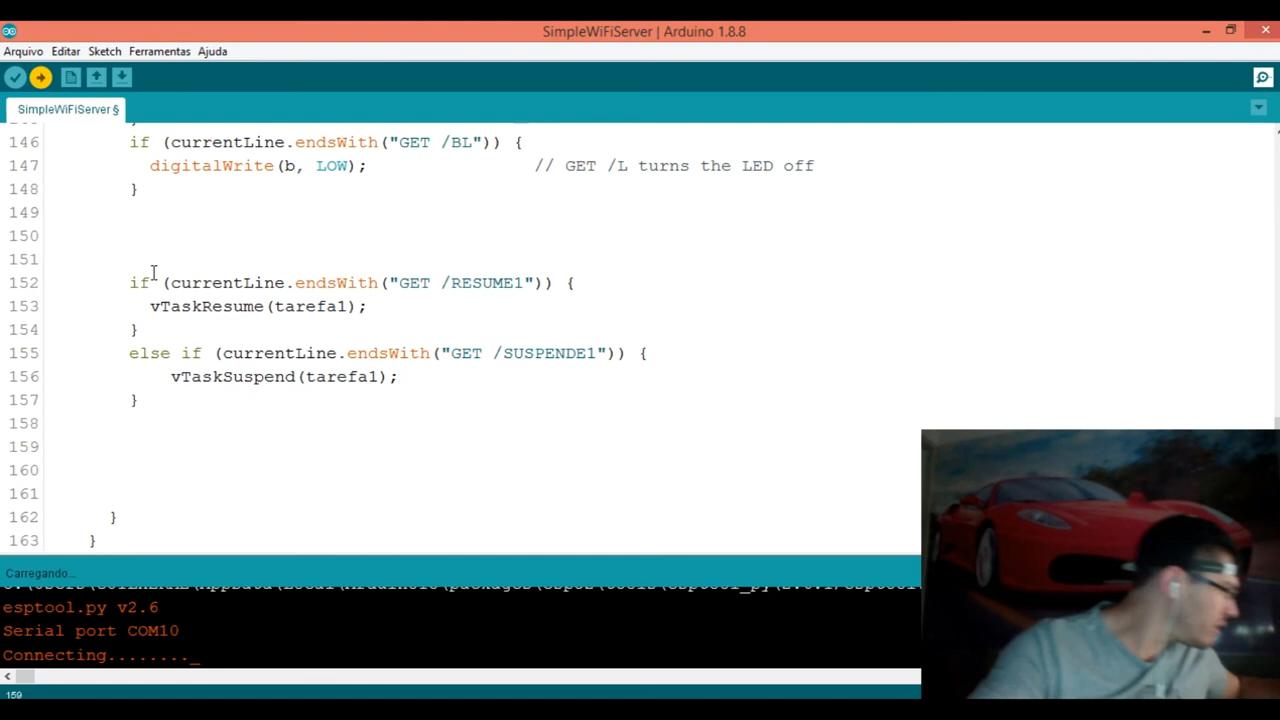 SimpleWiFiServer | Arduino 1.8.8
Arquivo Editar Sketch Ferramentas Ajuda
SimpleWiFiServer §
146 if (currentLine.endsWith("GET /BL")) {
147 digitalWrite(b, LOW); // GET /L turns the LED off
148 }
149
150
151
152 if (currentLine.endsWith("GET /RESUME1")) {
153 vTaskResume(tarefa1);
154 }
155 else if (currentLine.endsWith("GET /SUSPENDE1")) {
156 vTaskSuspend(tarefa1);
157 }
158
159
160
161
162 }
163 }
Carregando...
esptool.py v2.6
Serial port COM10
Connecting........_
159